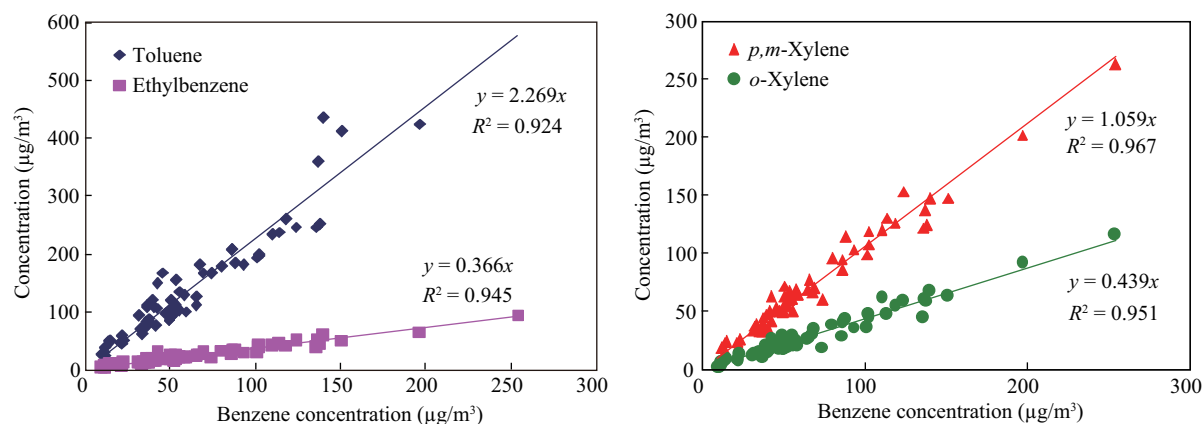 600
500
400
300
200
100
0
0
50
100
150
200
250
300
Concentration (µg/m³)
Benzene concentration (µg/m³)
Toluene
Ethylbenzene
y = 2.269x
R² = 0.924
y = 0.366x
R² = 0.945
300
250
200
150
100
50
0
0
100
200
300
Concentration (µg/m³)
Benzene concentration (µg/m³)
p,m-Xylene
o-Xylene
y = 1.059x
R² = 0.967
y = 0.439x
R² = 0.951